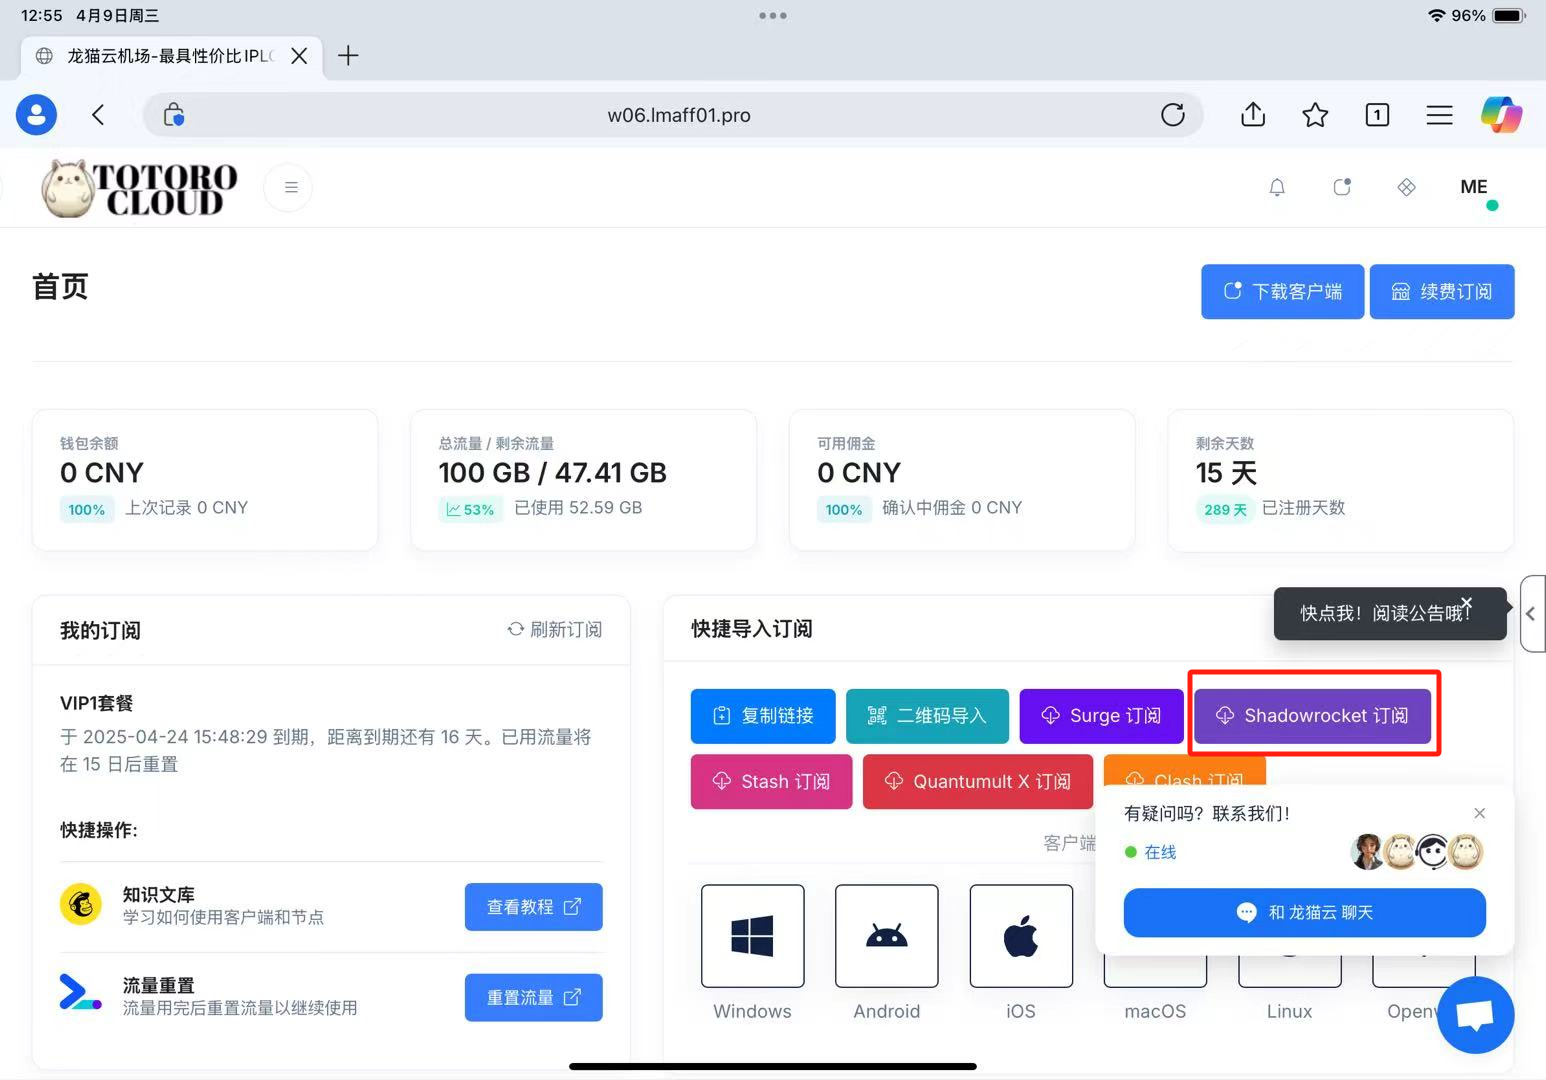 12:55 4月9日周三
96%
龙猫云机场-最具性价比IPL
w06.lmaff01.pro
1
TOTORO
CLOUD
ME
首页
下载客户端
续费订阅
钱包余额
0 CNY
100% 上次记录 0 CNY
总流量 / 剩余流量
100 GB / 47.41 GB
53% 已使用 52.59 GB
可用佣金
0 CNY
100% 确认中佣金 0 CNY
剩余天数
15 天
289 天 已注册天数
我的订阅
刷新订阅
VIP1套餐
于 2025-04-24 15:48:29 到期，距离到期还有 16 天。已用流量将
在 15 日后重置
快捷操作:
知识文库
学习如何使用客户端和节点
查看教程
流量重置
流量用完后重置流量以继续使用
重置流量
快捷导入订阅
快点我！阅读公告哦！
复制链接
二维码导入
Surge 订阅
Shadowrocket 订阅
Stash 订阅
Quantumult X 订阅
Clash 订阅
客户端
有疑问吗？联系我们！
在线
和 龙猫云 聊天
Windows
Android
iOS
macOS
Linux
Openw